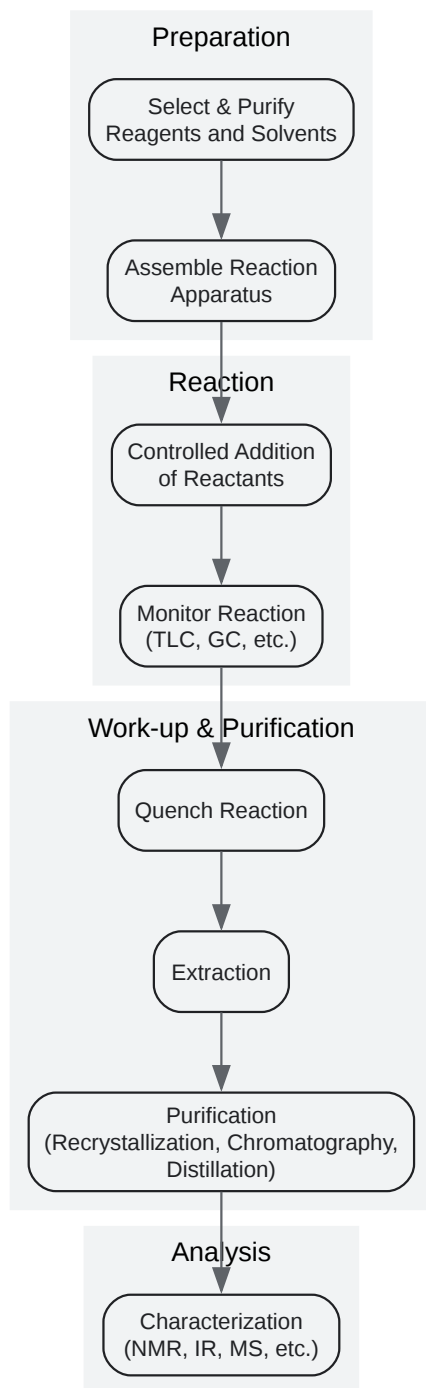 Preparation
Select & Purify
Reagents and Solvents
Assemble Reaction
Apparatus
Reaction
Controlled Addition
of Reactants
Monitor Reaction
(TLC, GC, etc.)
Work-up & Purification
Quench Reaction
Extraction
Purification
(Recrystallization, Chromatography,
Distillation)
Analysis
Characterization
(NMR, IR, MS, etc.)